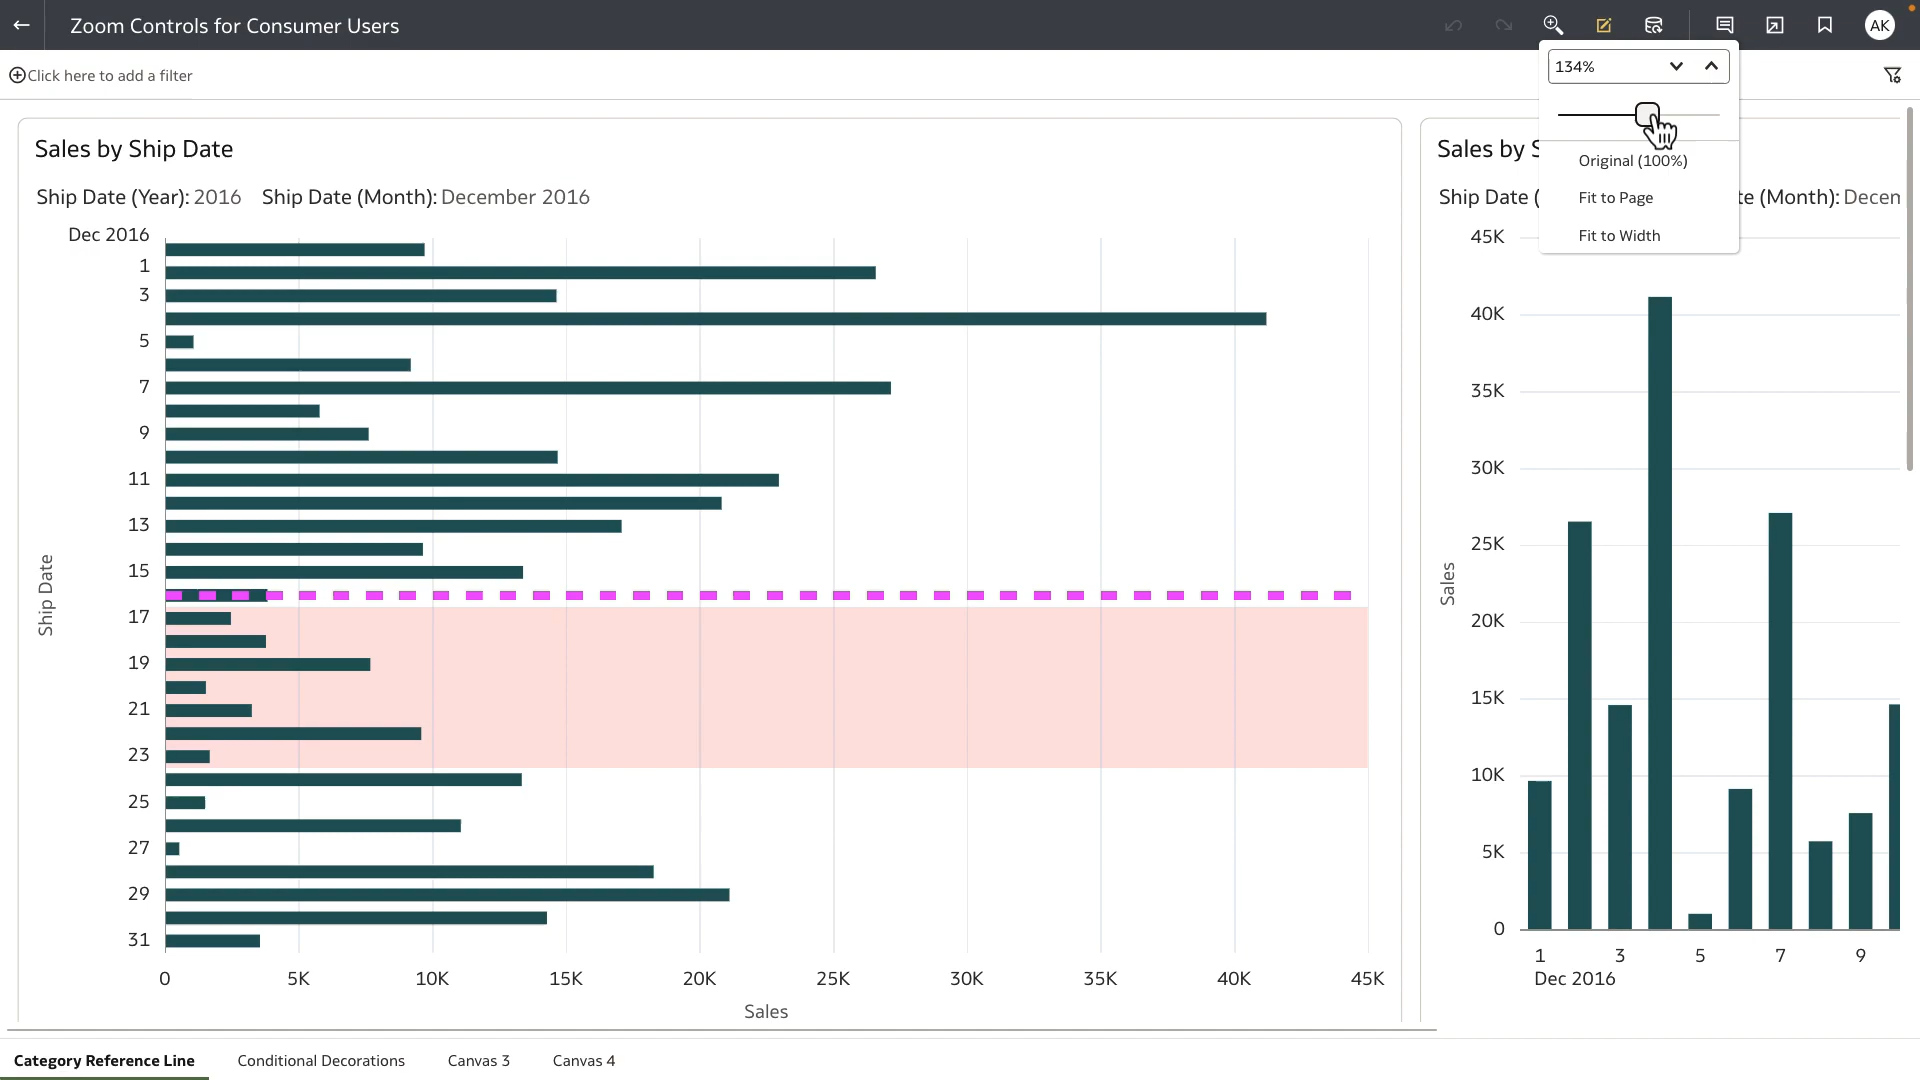 Zoom Controls for Consumer Users
AK
Click here to add a filter
134%
Original (100%)
Fit to Page
Fit to Width
Sales by Ship Date
Ship Date (Year): 2016 Ship Date (Month): December 2016
Dec 2016
1
3
5
7
9
11
13
15
17
19
21
23
25
27
29
31
Ship Date
0 5K 10K 15K 20K 25K 30K 35K 40K 45K
Sales
Sales by S
Ship Date ( te (Month): Decen
45K
40K
35K
30K
25K
20K
15K
10K
5K
0
Sales
1 3 5 7 9
Dec 2016
Category Reference Line Conditional Decorations Canvas 3 Canvas 4